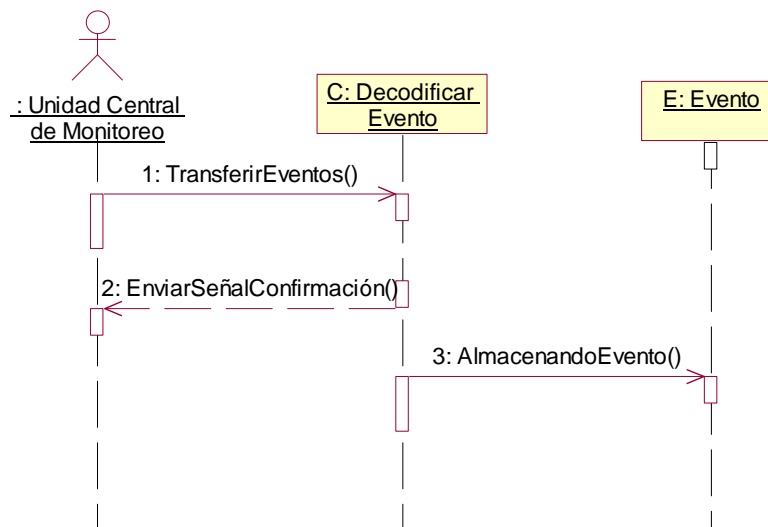 : Unidad Central
de Monitoreo
C: Decodificar
Evento
E: Evento
1: TransferirEventos()
2: EnviarSeñalConfirmación()
3: AlmacenandoEvento()